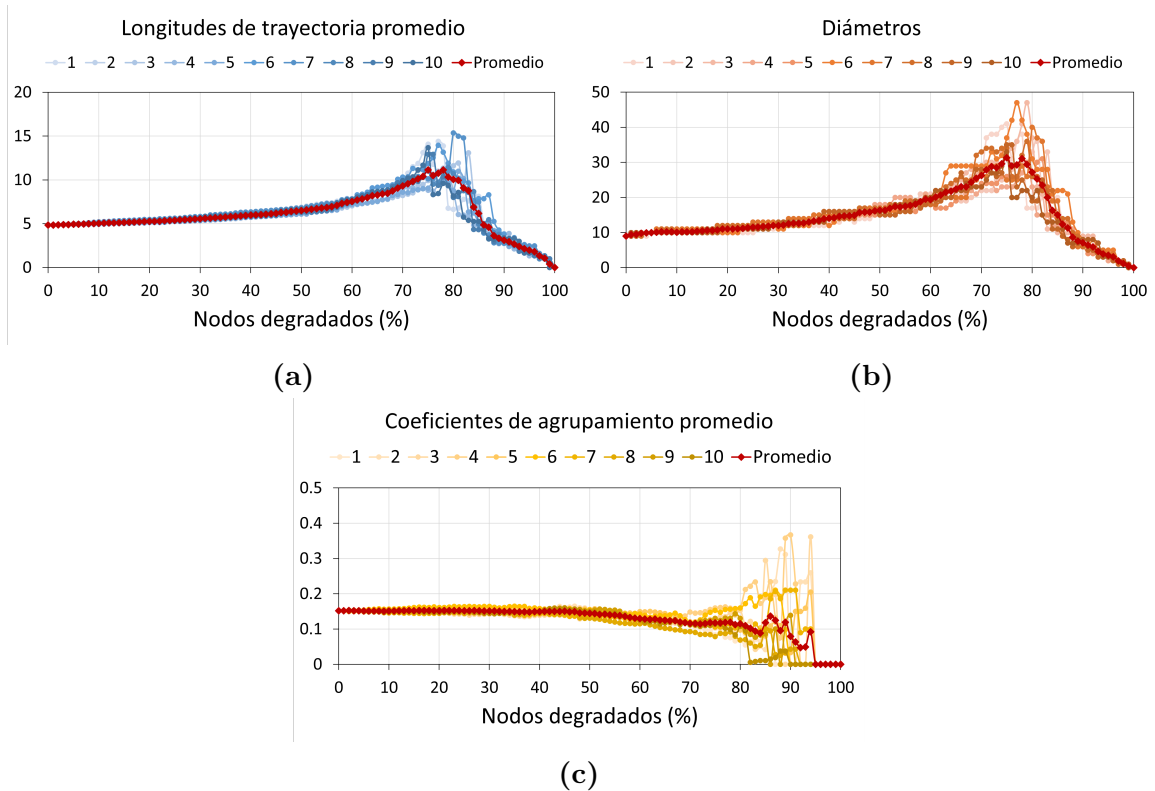 Longitudes de trayectoria promedio
1 2 3 4 5 6 7 8 9 10 Promedio
20
15
10
5
0
0 10 20 30 40 50 60 70 80 90 100
Nodos degradados (%)
(a)
Diámetros
1 2 3 4 5 6 7 8 9 10 Promedio
50
40
30
20
10
0
0 10 20 30 40 50 60 70 80 90 100
Nodos degradados (%)
(b)
Coeficientes de agrupamiento promedio
1 2 3 4 5 6 7 8 9 10 Promedio
0.5
0.4
0.3
0.2
0.1
0
0 10 20 30 40 50 60 70 80 90 100
Nodos degradados (%)
(c)